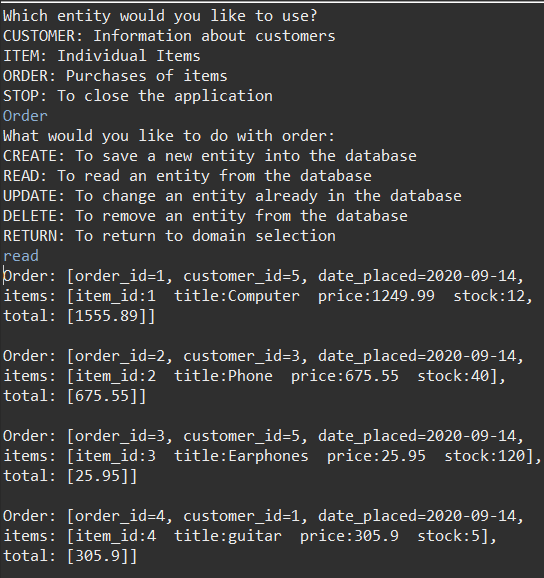 Which entity would you like to use?
CUSTOMER: Information about customers
ITEM: Individual Items
ORDER: Purchases of items
STOP: To close the application
Order
What would you like to do with order:
CREATE: To save a new entity into the database
READ: To read an entity from the database
UPDATE: To change an entity already in the database
DELETE: To remove an entity from the database
RETURN: To return to domain selection
read
Order: [order_id=1, customer_id=5, date_placed=2020-09-14,
items: [item_id:1  title:Computer  price:1249.99  stock:12,
total: [1555.89]]

Order: [order_id=2, customer_id=3, date_placed=2020-09-14,
items: [item_id:2  title:Phone  price:675.55  stock:40],
total: [675.55]]

Order: [order_id=3, customer_id=5, date_placed=2020-09-14,
items: [item_id:3  title:Earphones  price:25.95  stock:120],
total: [25.95]]

Order: [order_id=4, customer_id=1, date_placed=2020-09-14,
items: [item_id:4  title:guitar  price:305.9  stock:5],
total: [305.9]]